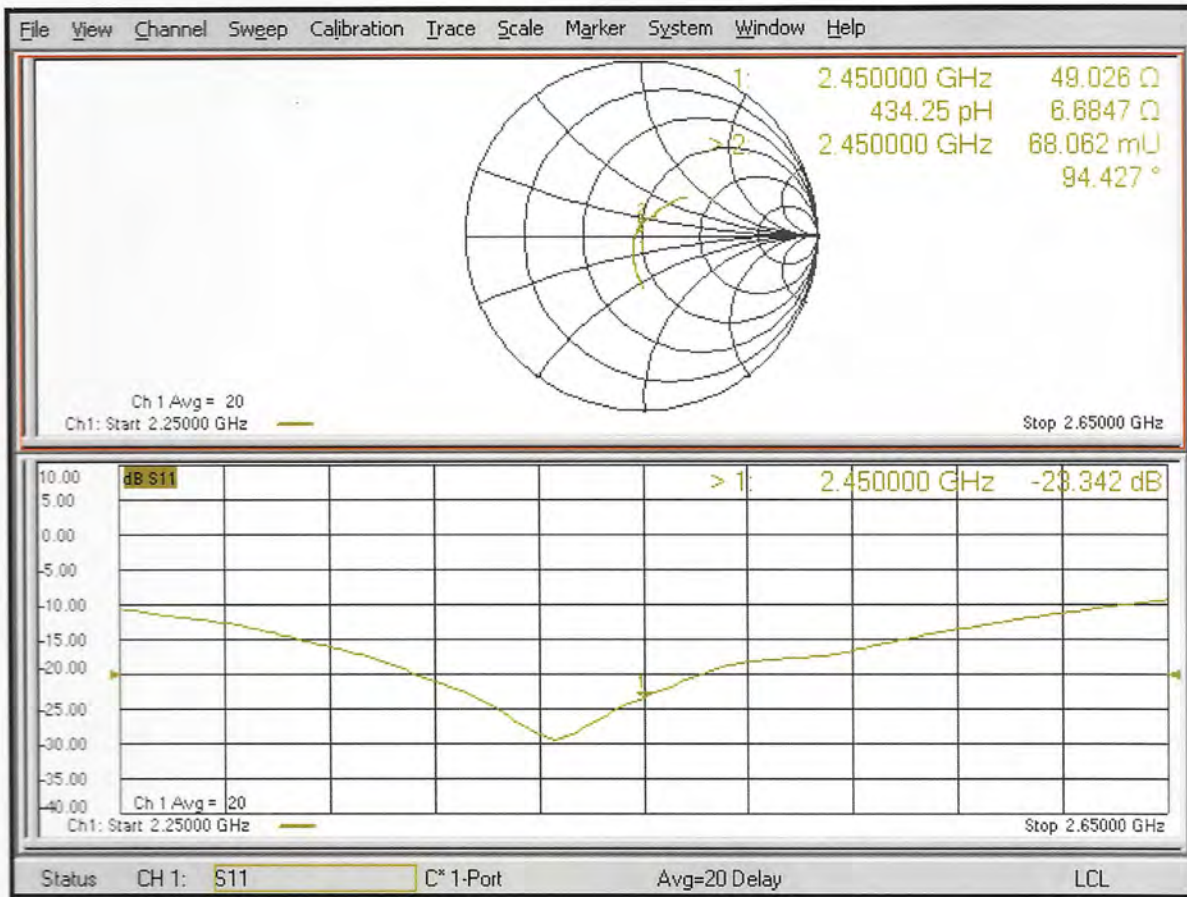 File View Channel Sweep Calibration Trace Scale Marker System Window Help
1: 2.450000 GHz 49.026 Ω
434.25 pH 6.6847 Ω
> 2: 2.450000 GHz 68.062 mU
94.427 °
Ch 1 Avg = 20
Ch1: Start 2.25000 GHz Stop 2.65000 GHz
10.00 dB S11 > 1: 2.450000 GHz -23.342 dB
5.00
0.00
-5.00
-10.00
-15.00
-20.00
1
-25.00
-30.00
-35.00
-40.00
Ch 1 Avg = 20
Ch1: Start 2.25000 GHz Stop 2.65000 GHz
Status CH 1: S11 C* 1-Port Avg=20 Delay LCL